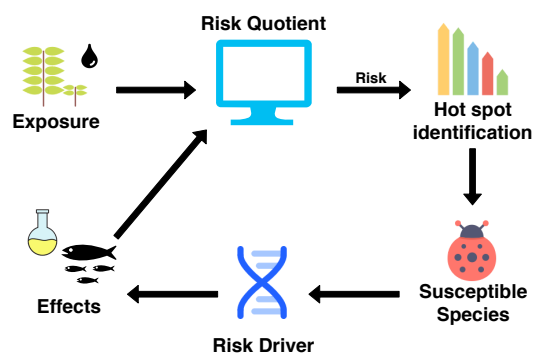 Risk Quotient
Exposure
Risk
Hot spot
identification
Susceptible
Species
Risk Driver
Effects